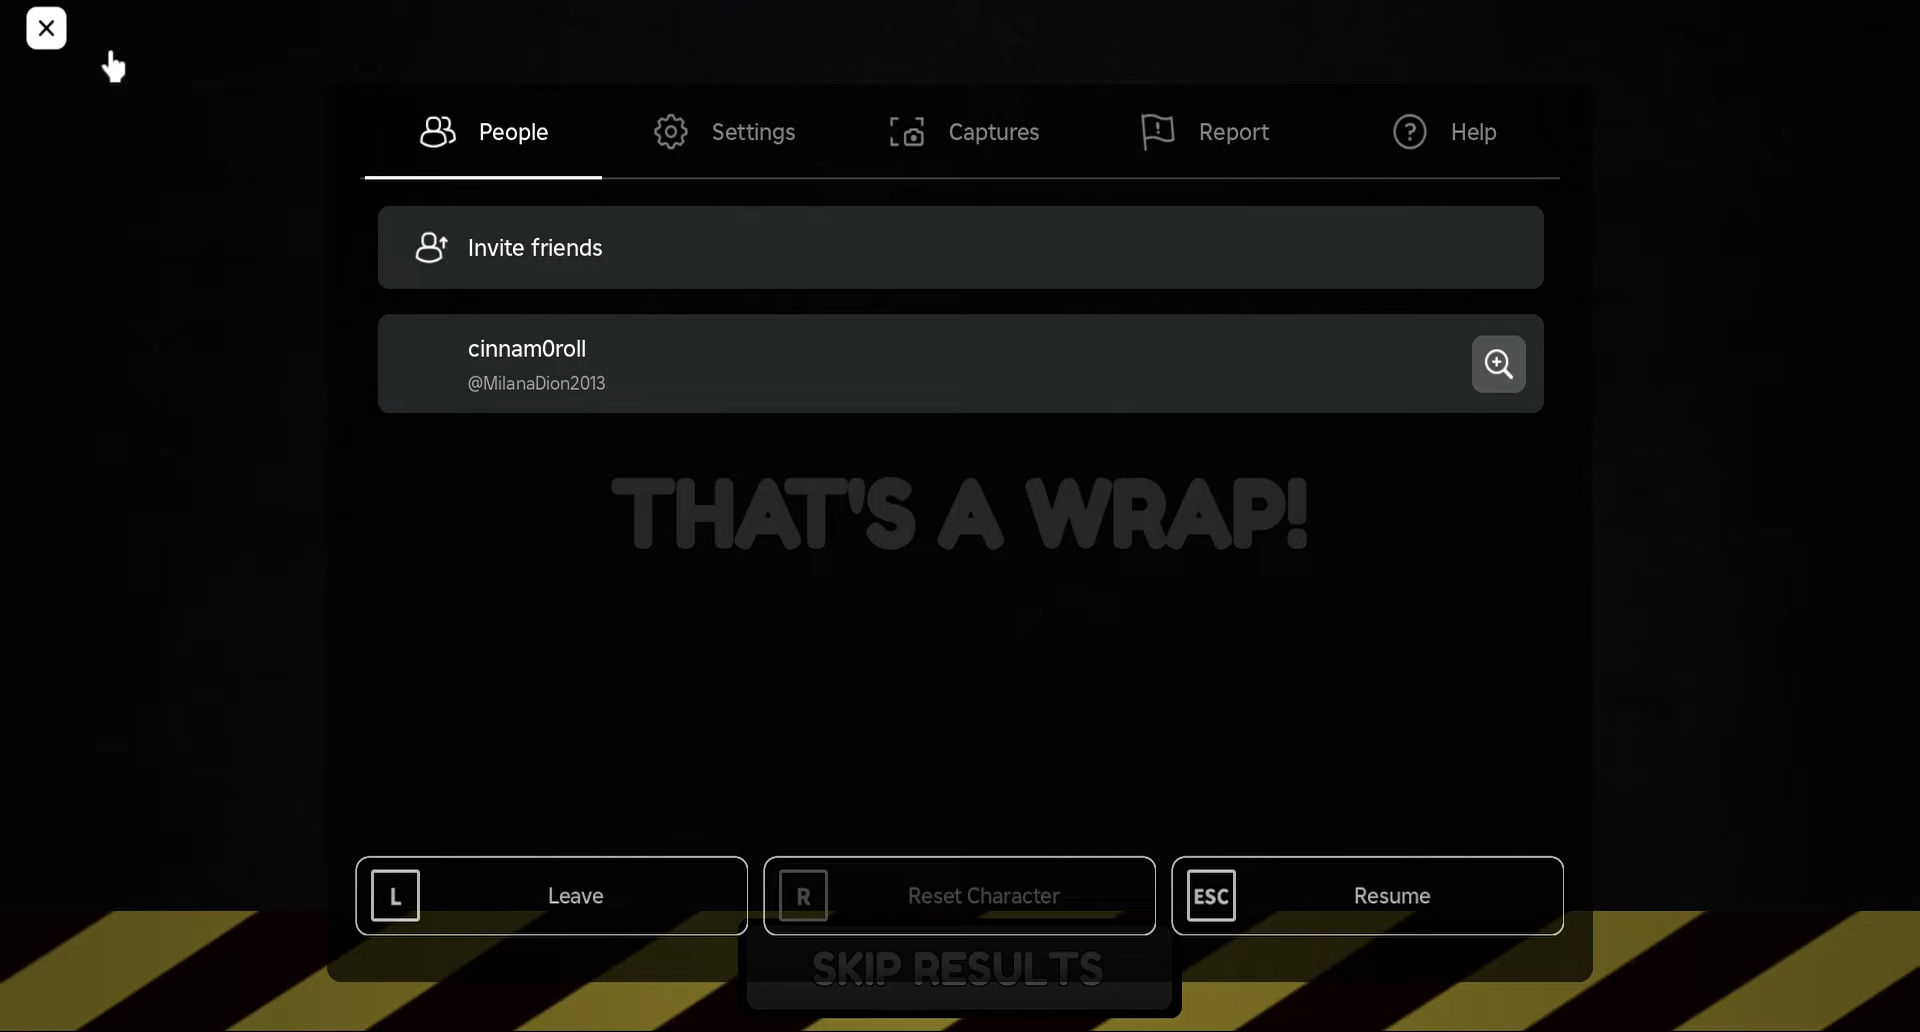 People
Settings
Captures
Report
Help
Invite friends
cinnam0roll
@MilanaDion2013
THAT'S A WRAP!
L Leave
R Reset Character
ESC Resume
SKIP RESULTS